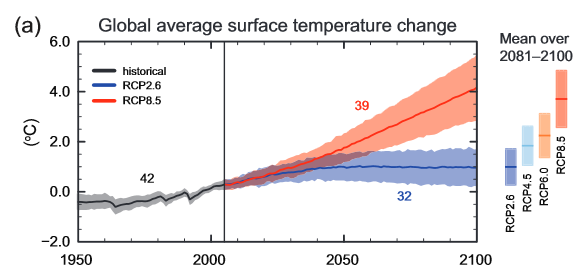 (a) Global average surface temperature change
Mean over
2081–2100
6.0
4.0
2.0
0.0
−2.0
(°C)
historical
RCP2.6
RCP8.5
39
42
32
1950
2000
2050
2100
RCP2.6
RCP4.5
RCP6.0
RCP8.5